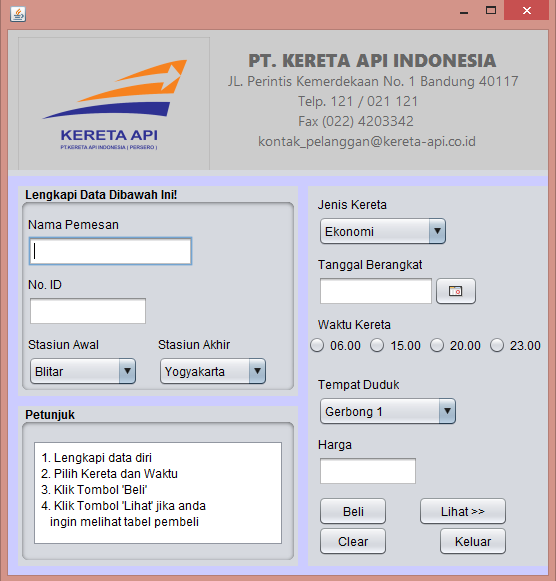 KERETA API
PT.KERETA API INDONESIA ( PERSERO )
PT. KERETA API INDONESIA
JL. Perintis Kemerdekaan No. 1 Bandung 40117
Telp. 121 / 021 121
Fax (022) 4203342
kontak_pelanggan@kereta-api.co.id
Lengkapi Data Dibawah Ini!
Nama Pemesan
No. ID
Stasiun Awal Stasiun Akhir
Blitar Yogyakarta
Petunjuk
1. Lengkapi data diri
2. Pilih Kereta dan Waktu
3. Klik Tombol 'Beli'
4. Klik Tombol 'Lihat' jika anda
ingin melihat tabel pembeli
Jenis Kereta
Ekonomi
Tanggal Berangkat
Waktu Kereta
06.00 15.00 20.00 23.00
Tempat Duduk
Gerbong 1
Harga
Beli Lihat >>
Clear Keluar